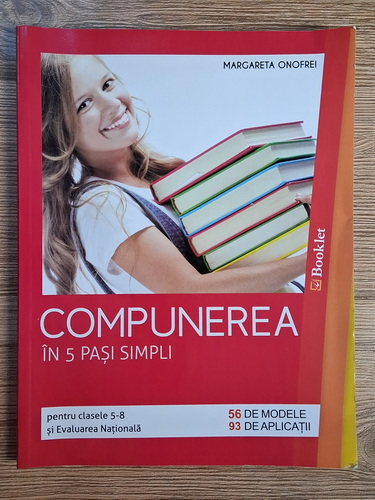 MARGARETA ONOFREI
Booklet
COMPUNEREA
ÎN 5 PAȘI SIMPLI
pentru clasele 5-8
și Evaluarea Națională
56 DE MODELE
93 DE APLICAȚII